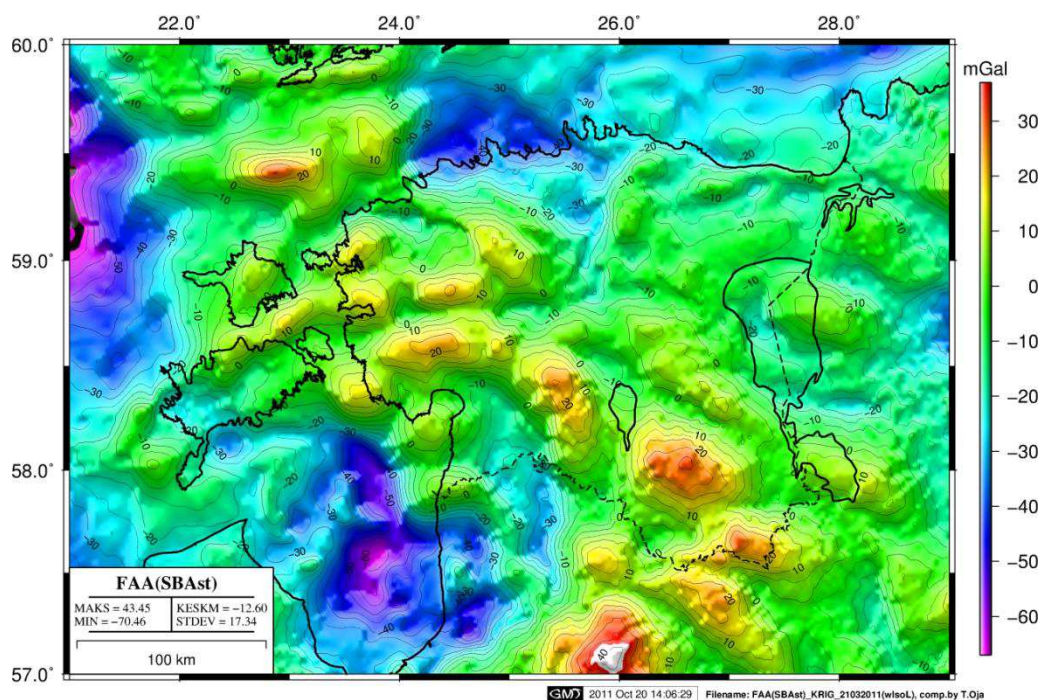 22.0° 24.0° 26.0° 28.0°
60.0°
59.0°
58.0°
57.0°
mGal
30
20
10
0
−10
−20
−30
−40
−50
−60
FAA(SBAst)
MAKS = 43.45 KESKM = −12.60
MIN = −70.46 STDEV = 17.34
100 km
GMD 2011 Oct 20 14:06:29 Filename: FAA(SBAst)_KRIG_21032011(wIsoL), comp.by T.Oja